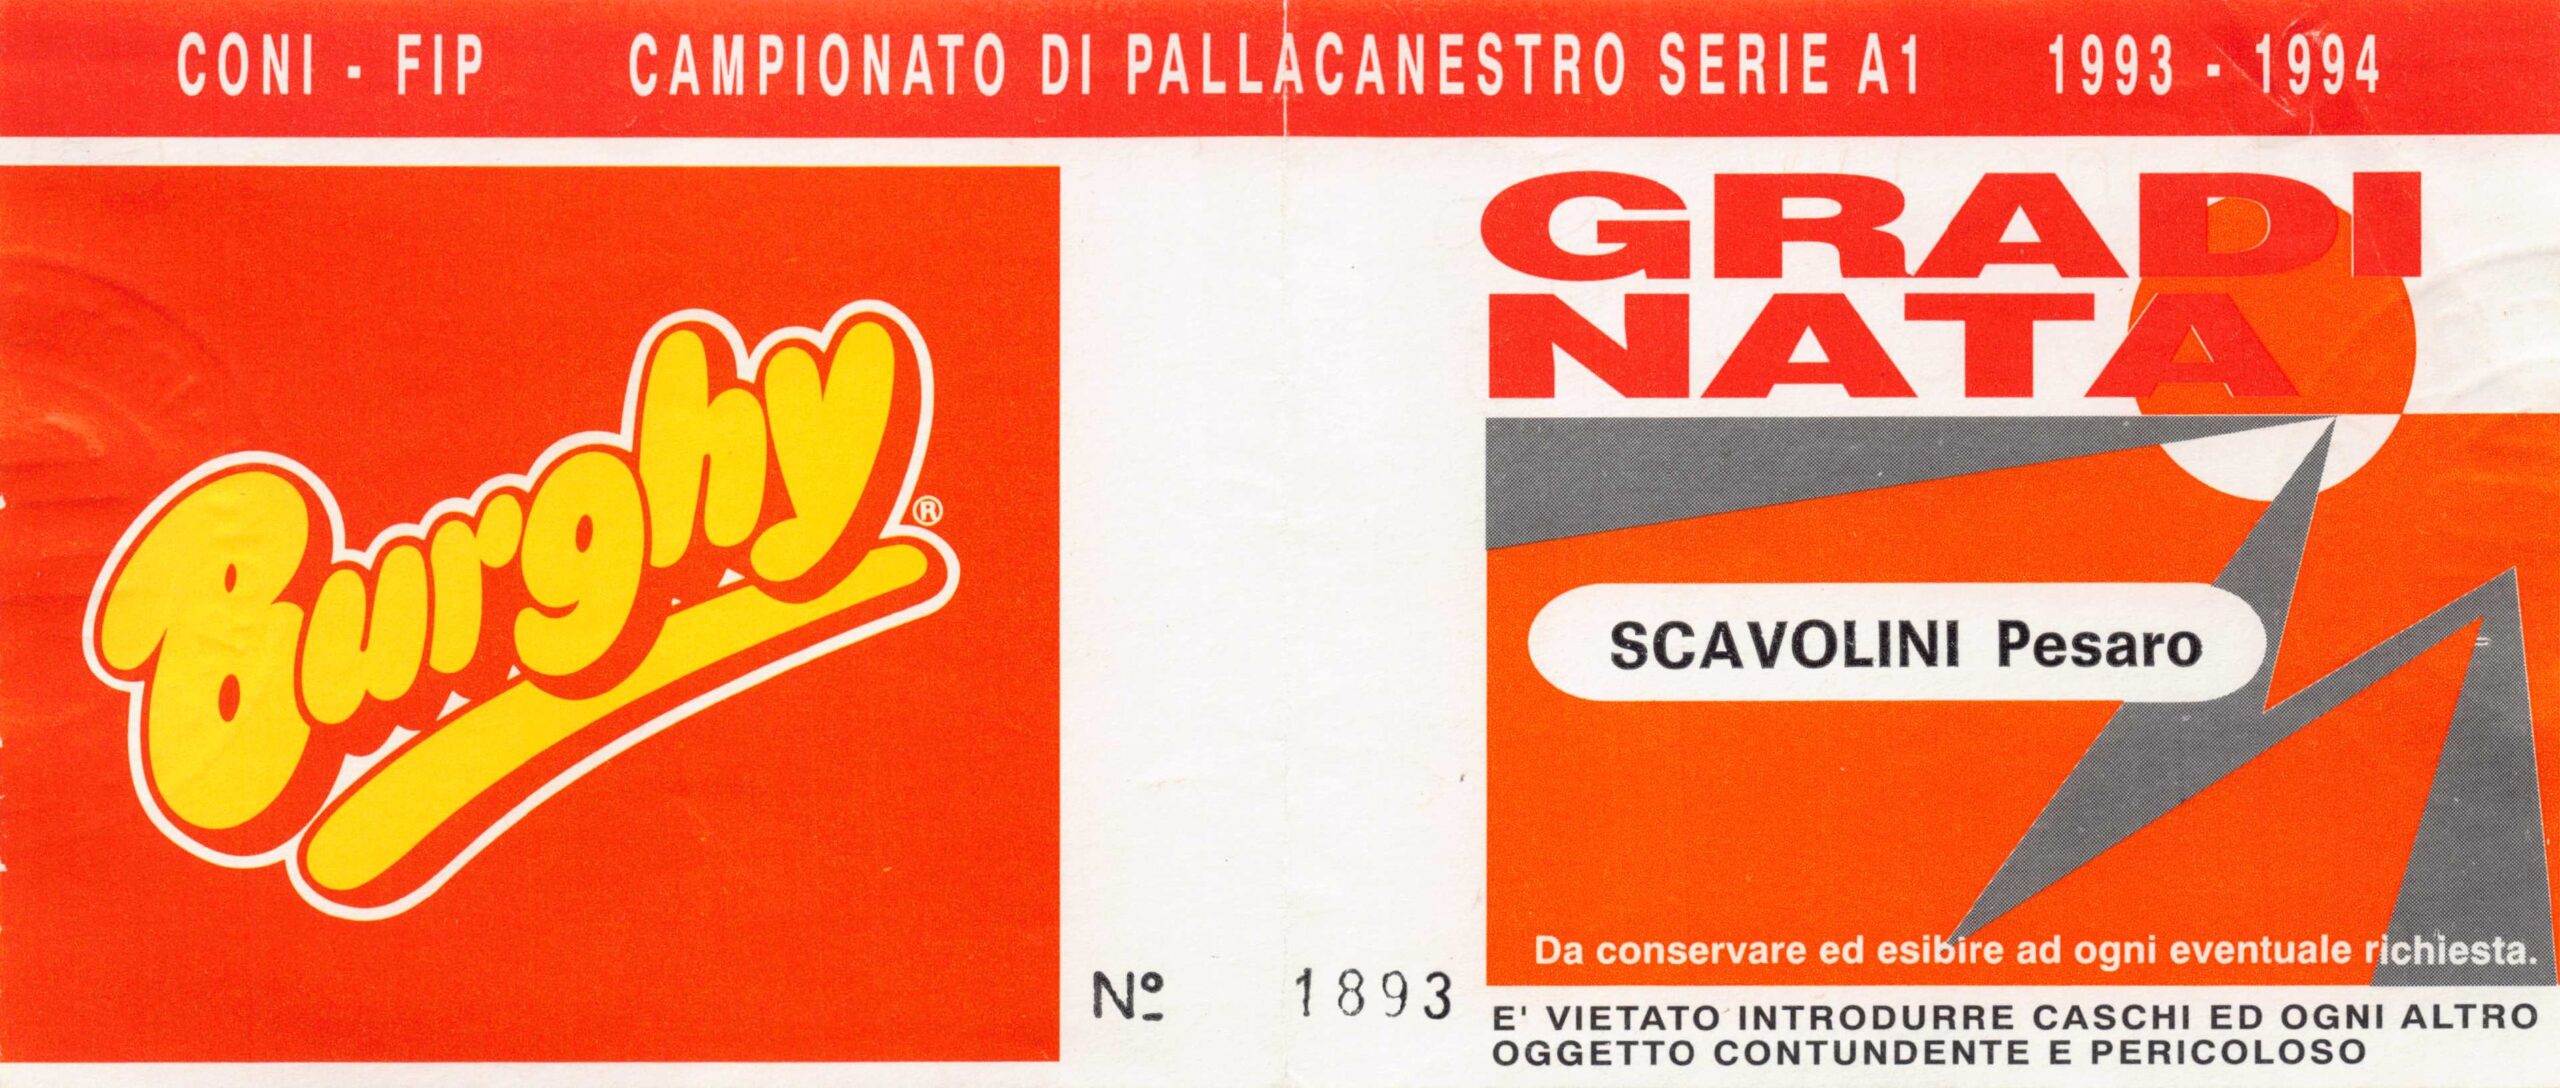 CONI - FIP CAMPIONATO DI PALLACANESTRO SERIE A1 1993 - 1994
Burghy®
Nº 1893
GRADI
NATA
SCAVOLINI Pesaro
Da conservare ed esibire ad ogni eventuale richiesta.
E' VIETATO INTRODURRE CASCHI ED OGNI ALTRO
OGGETTO CONTUNDENTE E PERICOLOSO